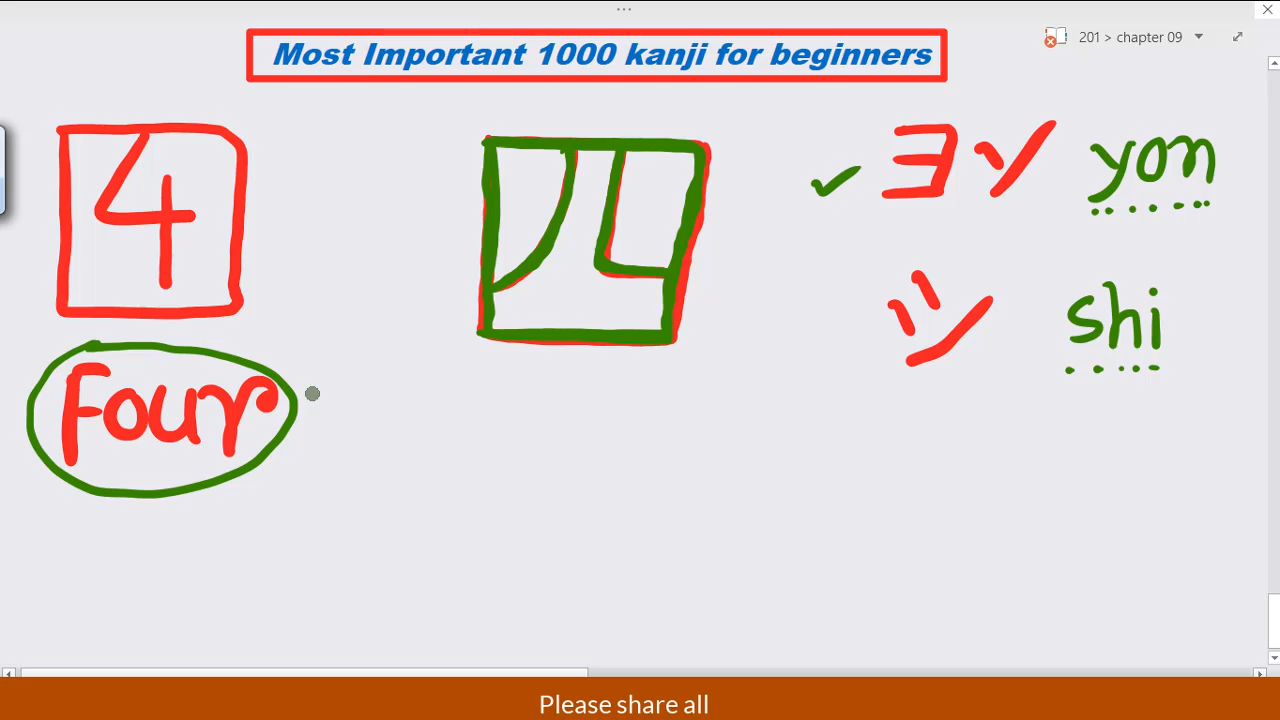 Most Important 1000 kanji for beginners
201 > chapter 09
4
四
ヨン yon
シ shi
Four
Please share all